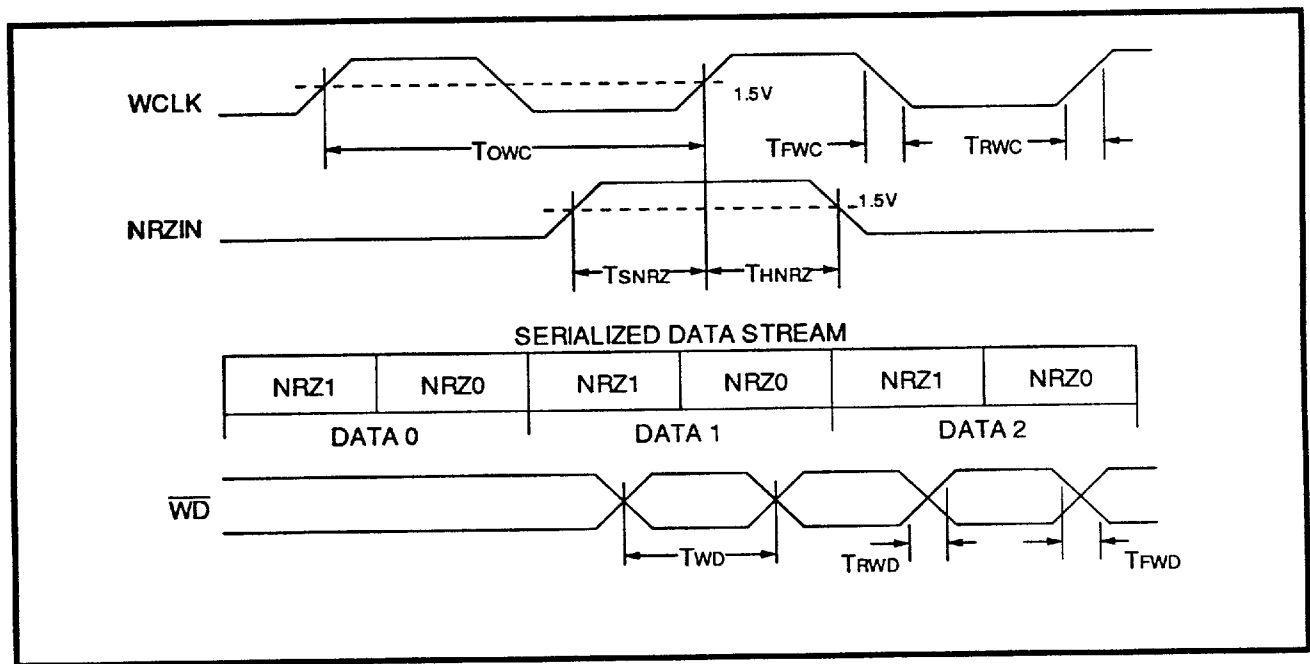 WCLK
1.5V
TOWC
TFWC
TRWC
NRZIN
1.5V
TSNRZ
THNRZ
SERIALIZED DATA STREAM
NRZ1 NRZ0 NRZ1 NRZ0 NRZ1 NRZ0
DATA 0 DATA 1 DATA 2
WD
TWD
TRWD
TFWD